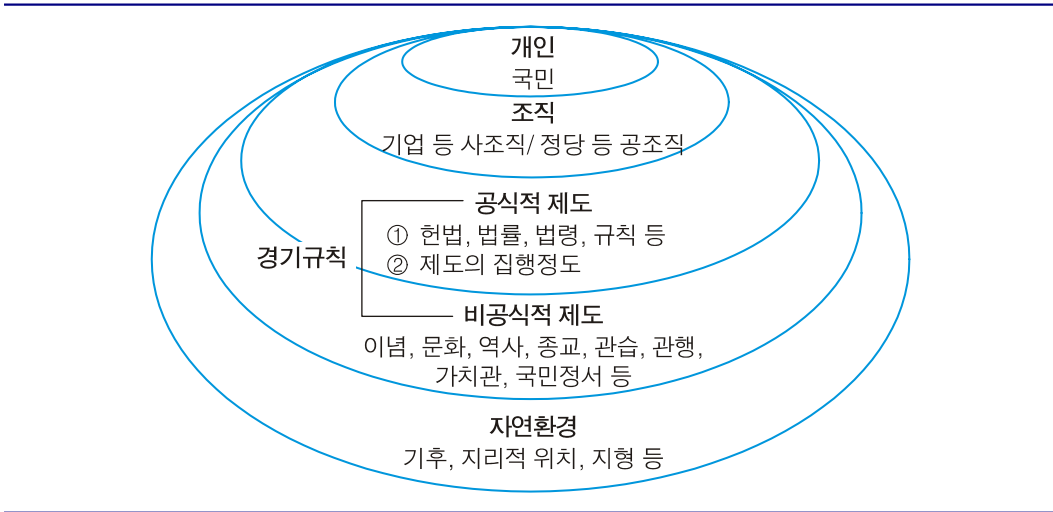 개인
국민
조직
기업 등 사조직/ 정당 등 공조직
공식적 제도
① 헌법, 법률, 법령, 규칙 등
경기규칙
② 제도의 집행정도
비공식적 제도
이념, 문화, 역사, 종교, 관습, 관행,
가치관, 국민정서 등
자연환경
기후, 지리적 위치, 지형 등